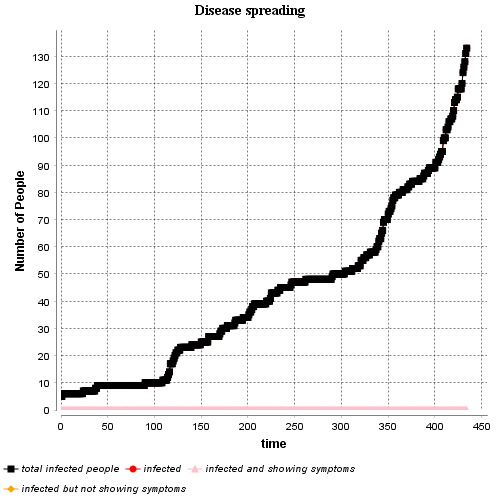 Disease spreading
130
120
110
100
90
80
70
60
50
40
30
20
10
0
Number of People
0 50 100 150 200 250 300 350 400 450
time
total infected people infected infected and showing symptoms
infected but not showing symptoms